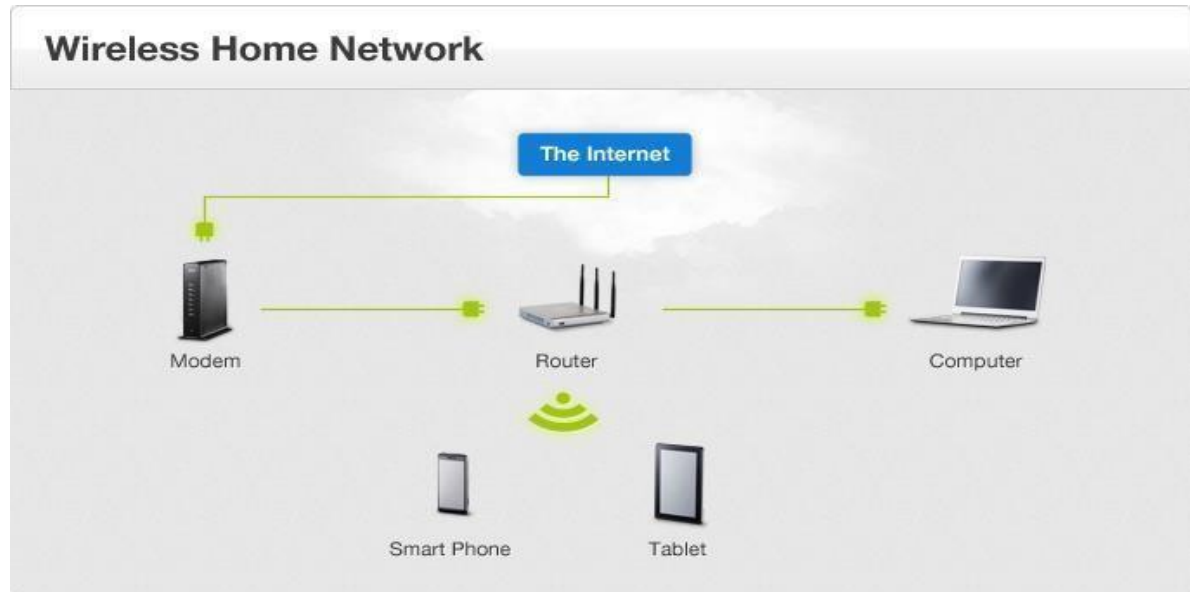 Wireless Home Network
The Internet
Modem
Router
Computer
Smart Phone
Tablet